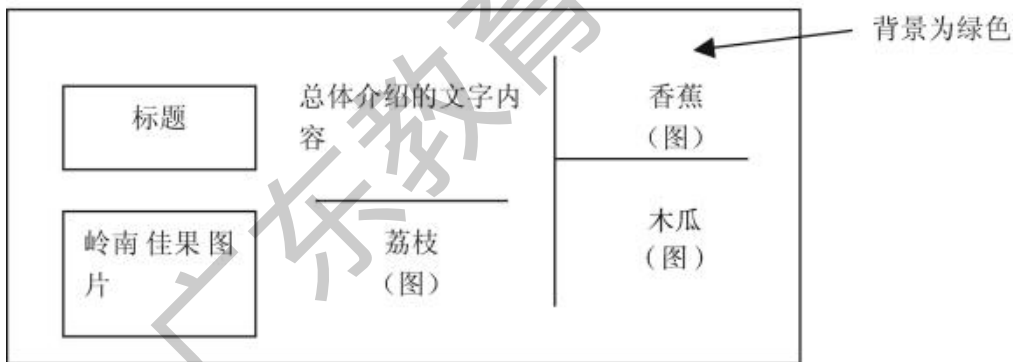 背景为绿色
标题
总体介绍的文字内
容
香蕉
（图）
岭南 佳果 图
片
荔枝
（图）
木瓜
（图）
广东教育